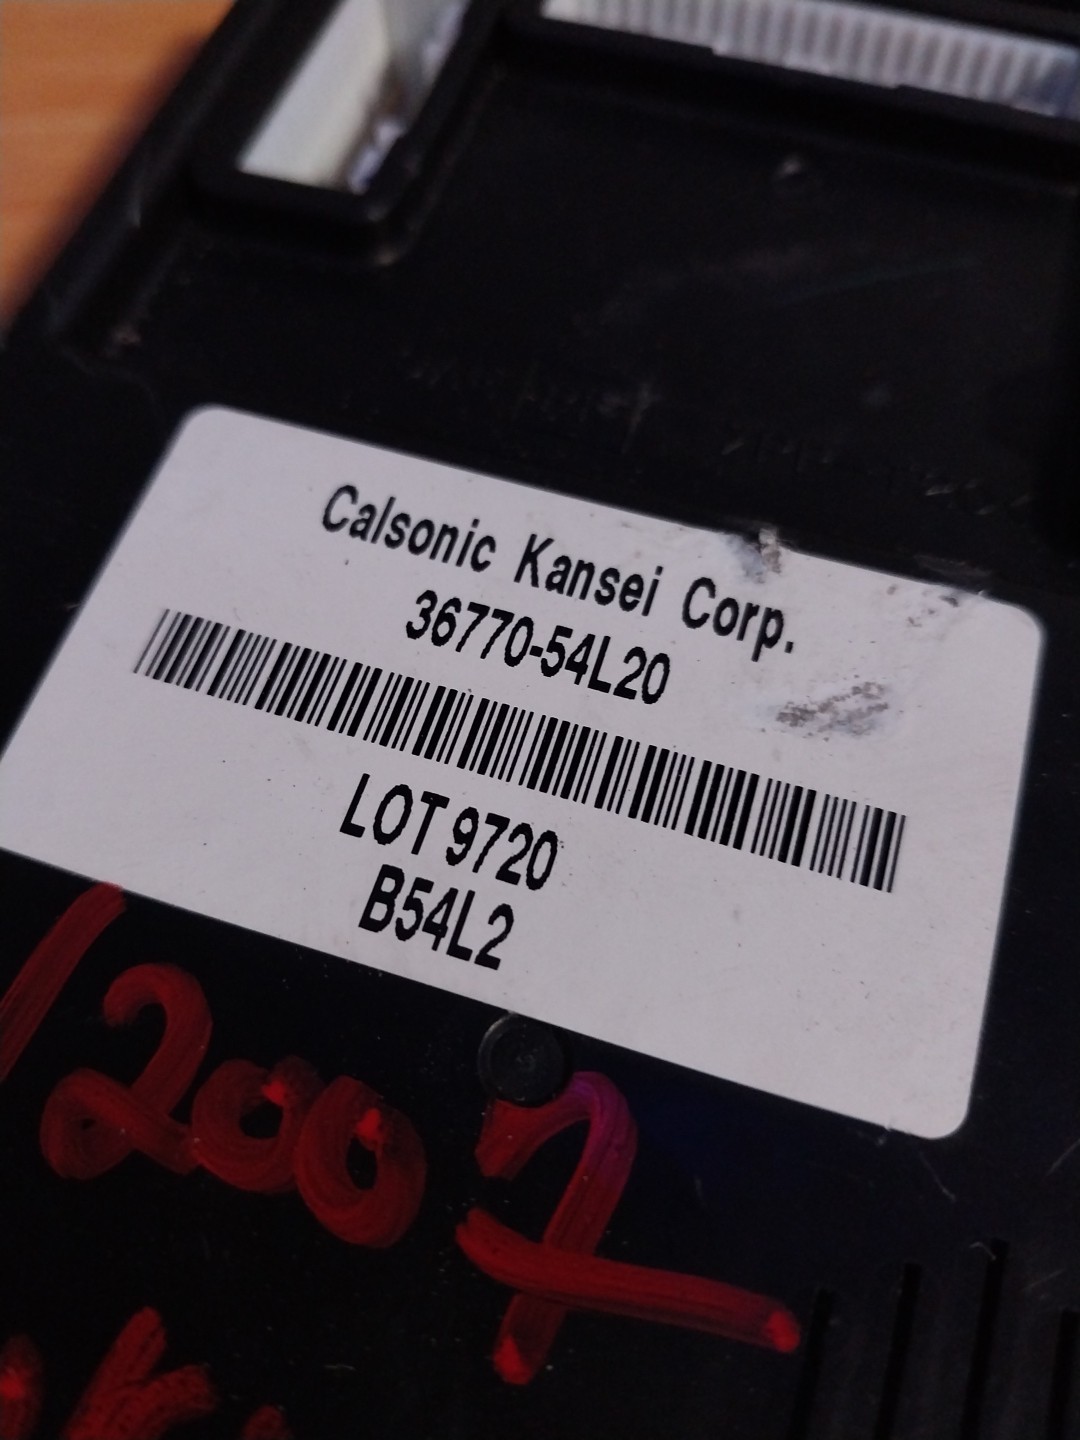 Calsonic Kansei Corp.
36770-54L20
LOT 9720
B54L2
/2007